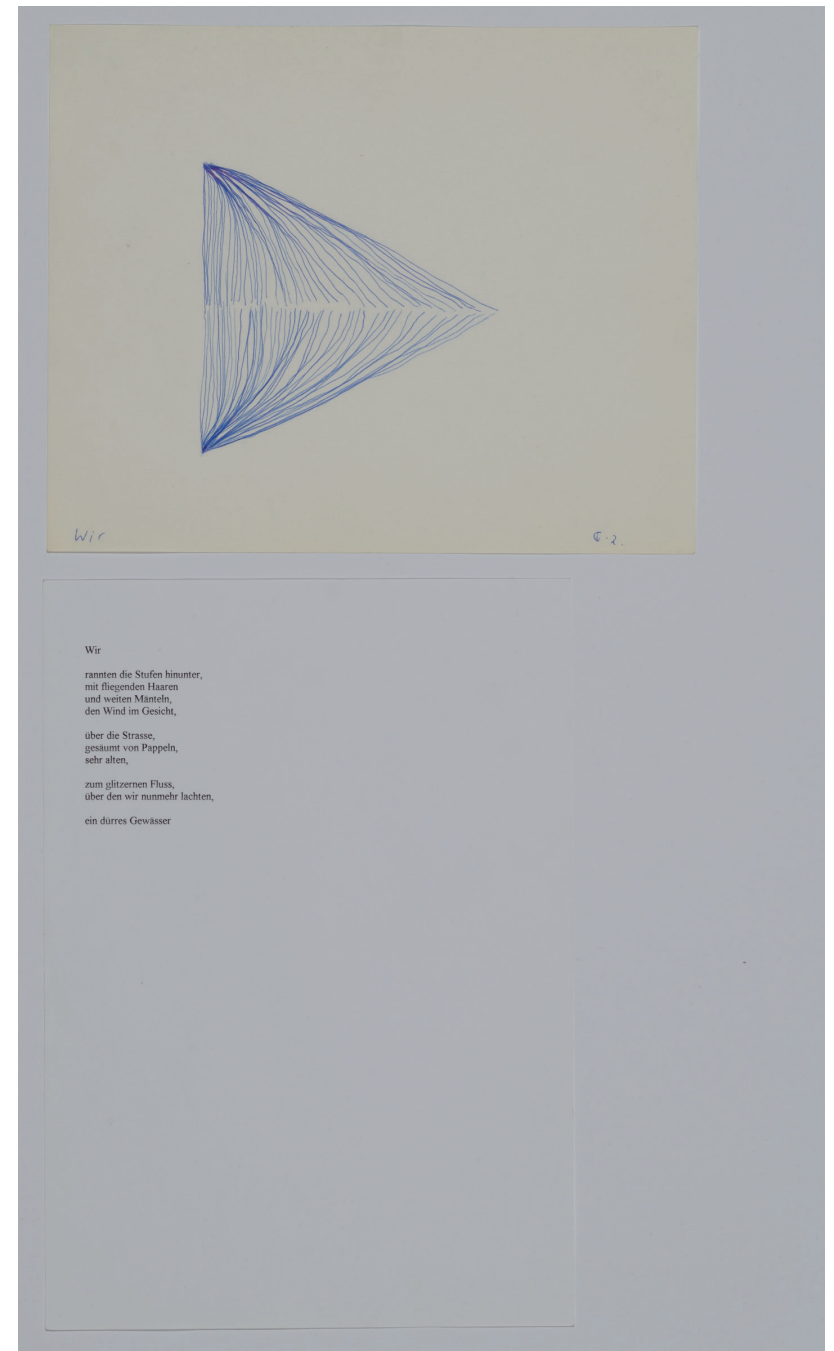 Wir
Wir

rannten die Stufen hinunter,
mit fliegenden Haaren
und weiten Mänteln,
den Wind im Gesicht,

über die Strasse,
gesäumt von Pappeln,
sehr alten,

zum glitzernen Fluss,
über den wir nunmehr lachten,

ein dürres Gewässer